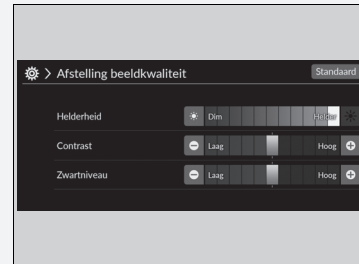 > Afstelling beeldkwaliteit Standaard
Helderheid Dim Helder
Contrast Laag Hoog
Zwartniveau Laag Hoog